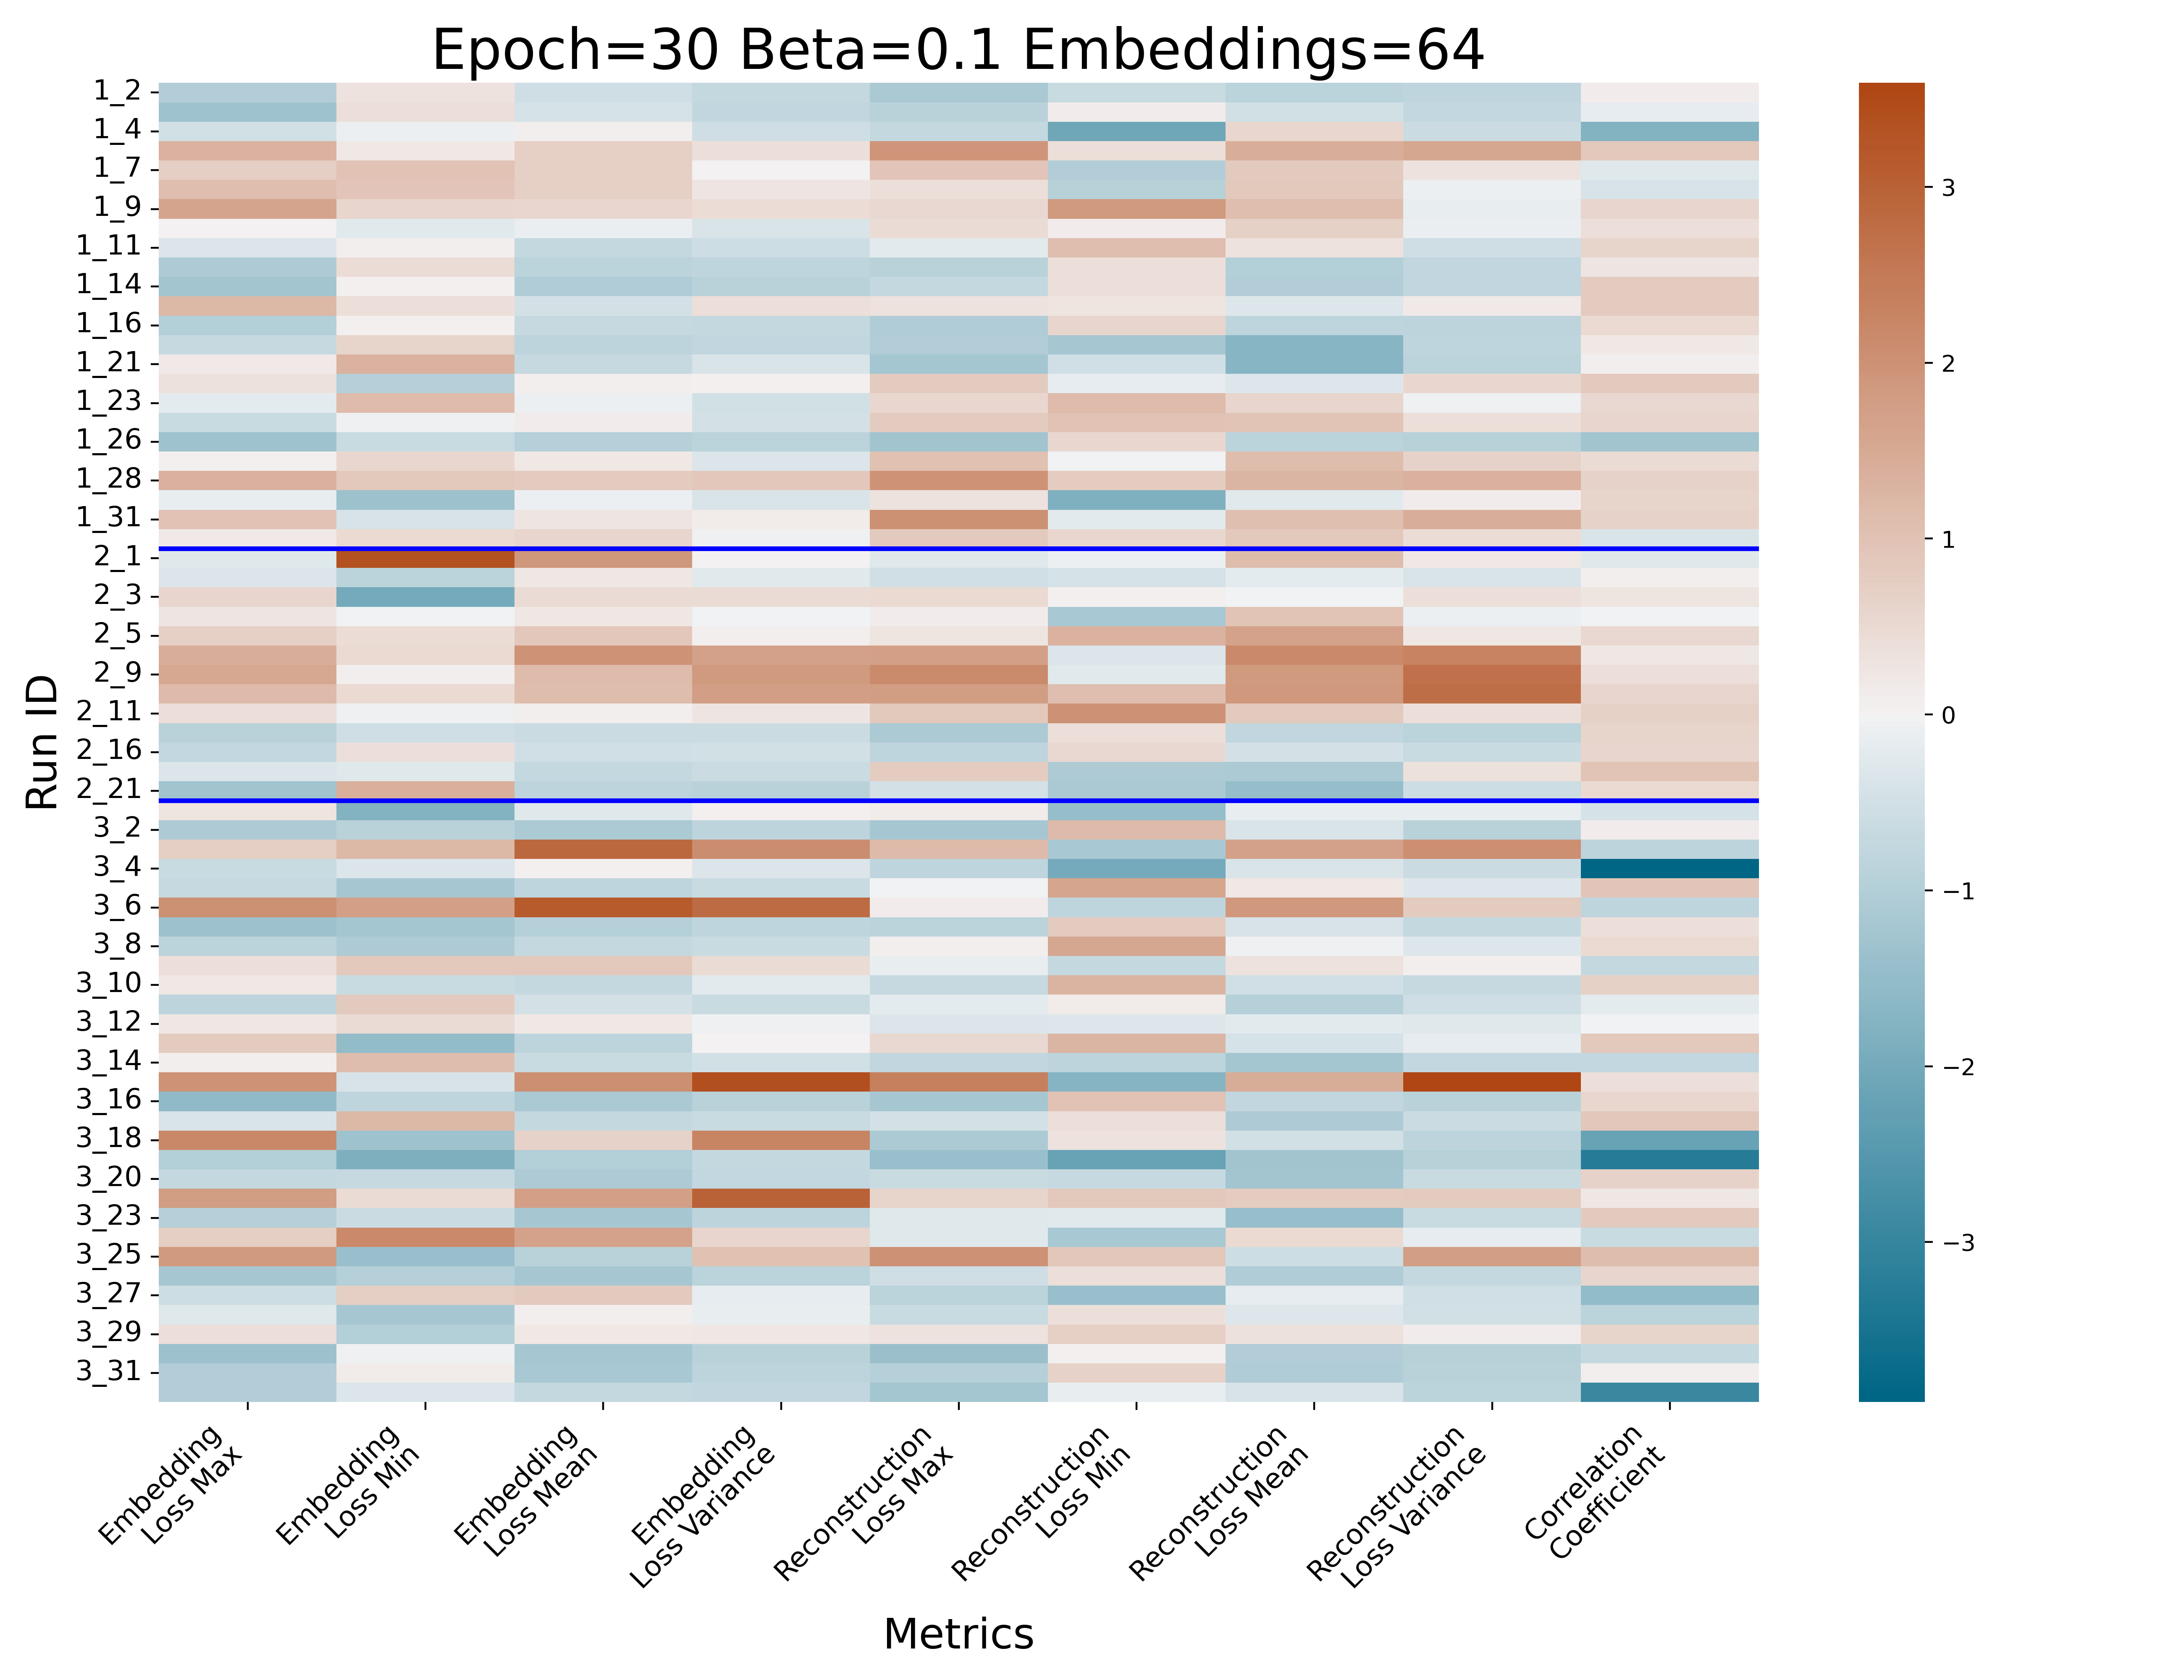 Epoch=30 Beta=0.1 Embeddings=64
Run ID
1_2
1_4
1_7
1_9
1_11
1_14
1_16
1_21
1_23
1_26
1_28
1_31
2_1
2_3
2_5
2_9
2_11
2_16
2_21
3_2
3_4
3_6
3_8
3_10
3_12
3_14
3_16
3_18
3_20
3_23
3_25
3_27
3_29
3_31
3
2
1
0
−1
−2
−3
Embedding
Loss Max
Embedding
Loss Min
Embedding
Loss Mean
Embedding
Loss Variance
Reconstruction
Loss Max
Reconstruction
Loss Min
Reconstruction
Loss Mean
Reconstruction
Loss Variance
Correlation
Coefficient
Metrics